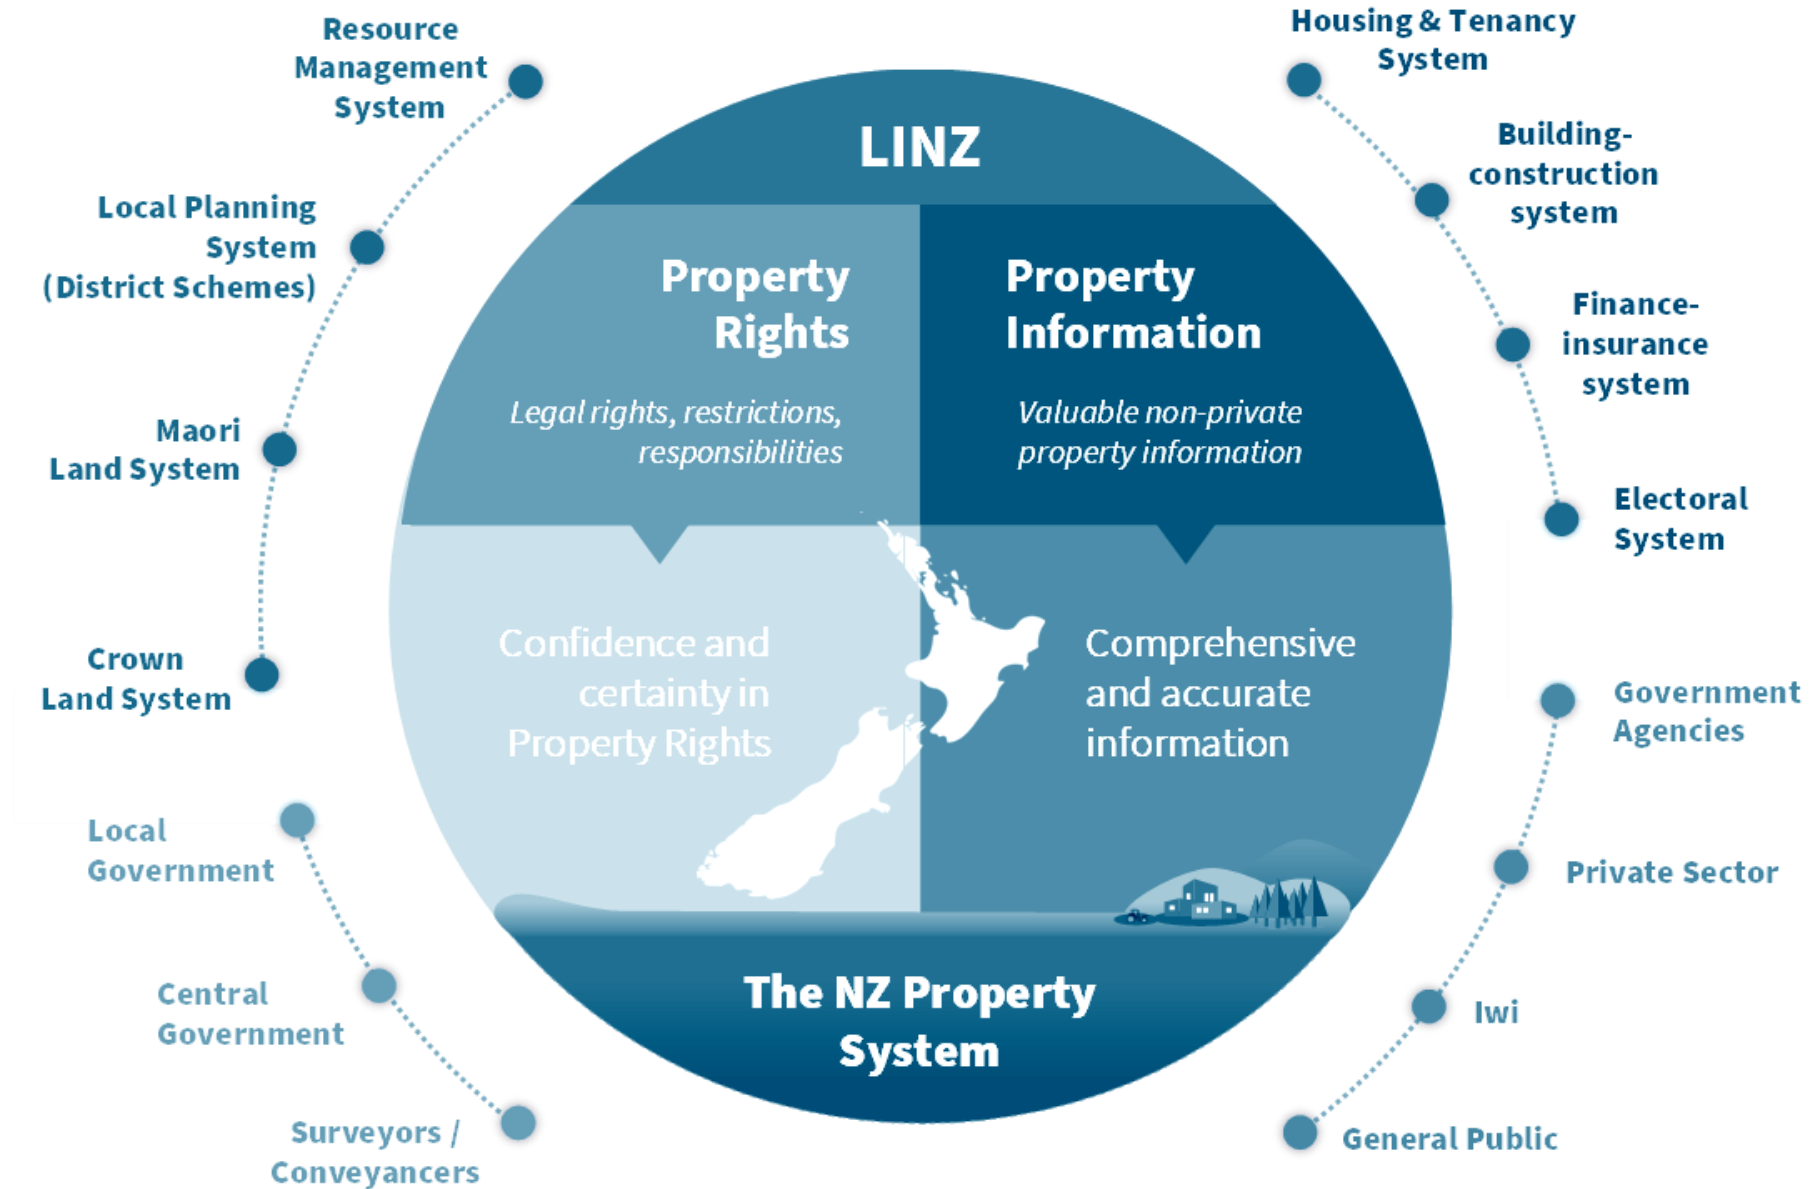 Resource
Management
System
Local Planning
System
(District Schemes)
Maori
Land System
Crown
Land System
Local
Government
Central
Government
Surveyors /
Conveyancers
LINZ
Property
Rights
Legal rights, restrictions,
responsibilities
Confidence and
certainty in
Property Rights
Property
Information
Valuable non-private
property information
Comprehensive
and accurate
information
The NZ Property
System
Housing & Tenancy
System
Building-
construction
system
Finance-
insurance
system
Electoral
System
Government
Agencies
Private Sector
Iwi
General Public